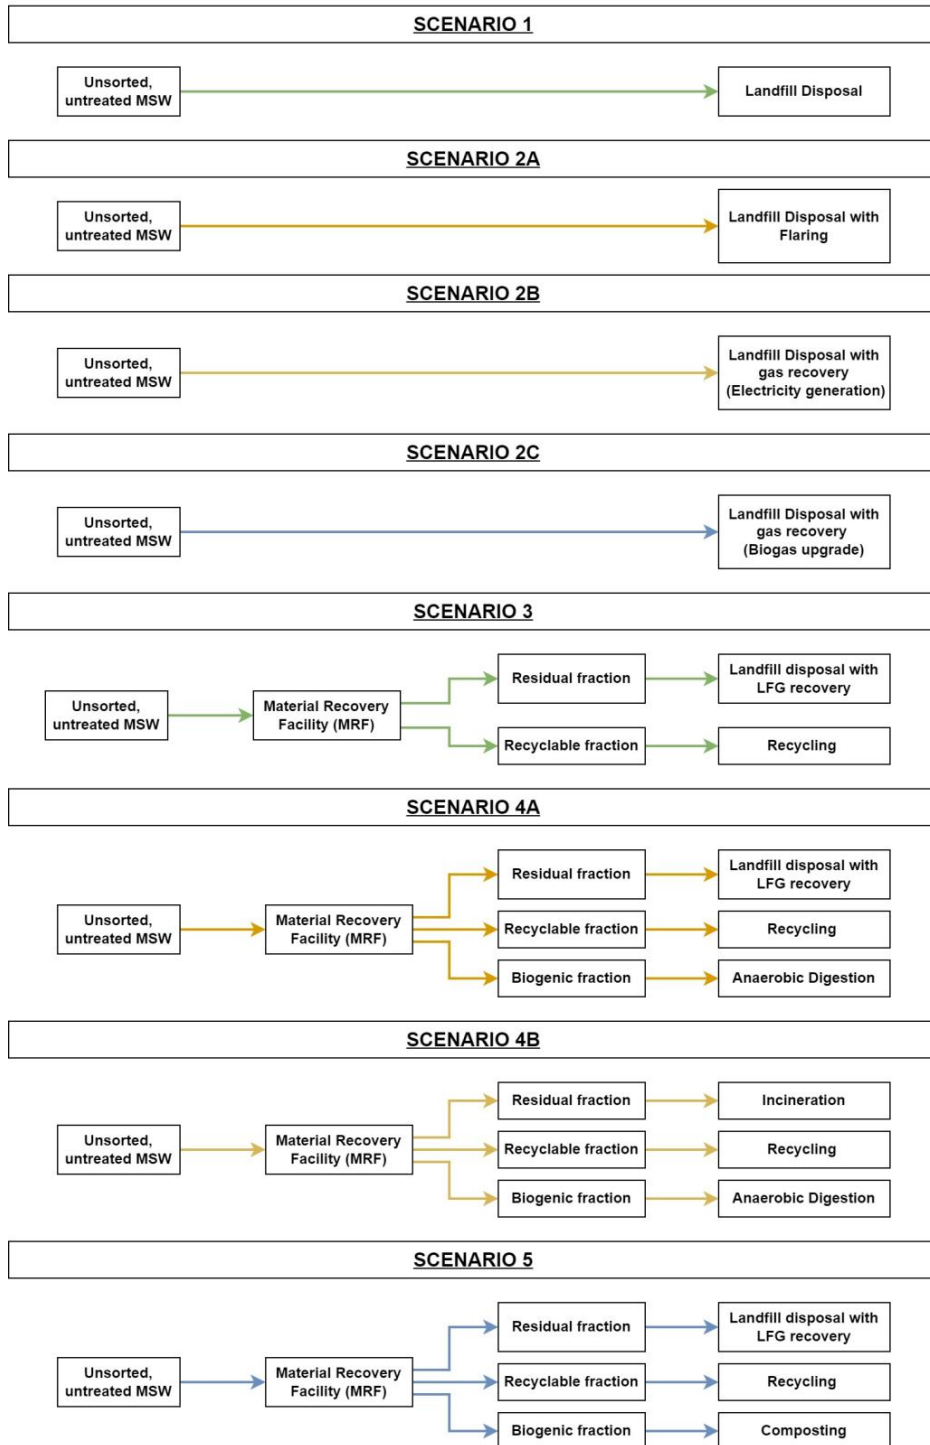 SCENARIO 1
Unsorted,
untreated MSW
Landfill Disposal
SCENARIO 2A
Unsorted,
untreated MSW
Landfill Disposal with
Flaring
SCENARIO 2B
Unsorted,
untreated MSW
Landfill Disposal with
gas recovery
(Electricity generation)
SCENARIO 2C
Unsorted,
untreated MSW
Landfill Disposal with
gas recovery
(Biogas upgrade)
SCENARIO 3
Unsorted,
untreated MSW
Material Recovery
Facility (MRF)
Residual fraction
Landfill disposal with
LFG recovery
Recyclable fraction
Recycling
SCENARIO 4A
Unsorted,
untreated MSW
Material Recovery
Facility (MRF)
Residual fraction
Landfill disposal with
LFG recovery
Recyclable fraction
Recycling
Biogenic fraction
Anaerobic Digestion
SCENARIO 4B
Unsorted,
untreated MSW
Material Recovery
Facility (MRF)
Residual fraction
Incineration
Recyclable fraction
Recycling
Biogenic fraction
Anaerobic Digestion
SCENARIO 5
Unsorted,
untreated MSW
Material Recovery
Facility (MRF)
Residual fraction
Landfill disposal with
LFG recovery
Recyclable fraction
Recycling
Biogenic fraction
Composting